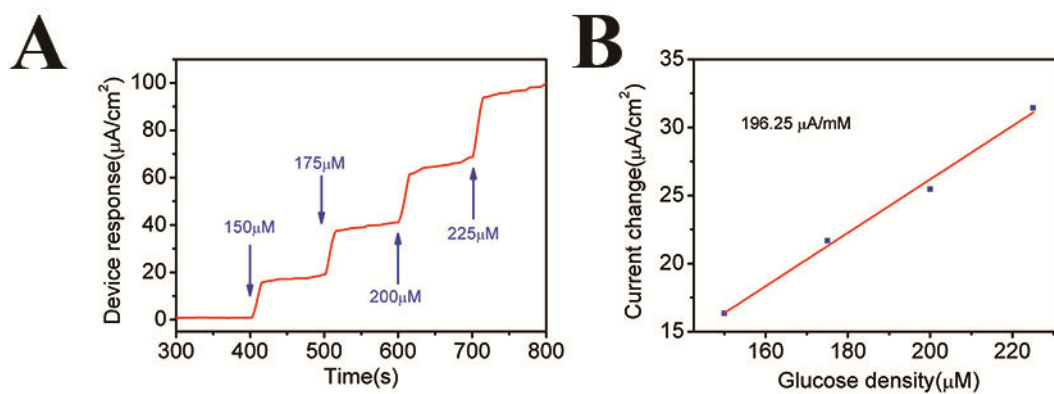 A
Device response(μA/cm²)
100
80
60
40
20
0
150μM
175μM
200μM
225μM
300 400 500 600 700 800
Time(s)
B
Current change(μA/cm²)
35
30
25
20
15
196.25 μA/mM
160 180 200 220
Glucose density(μM)